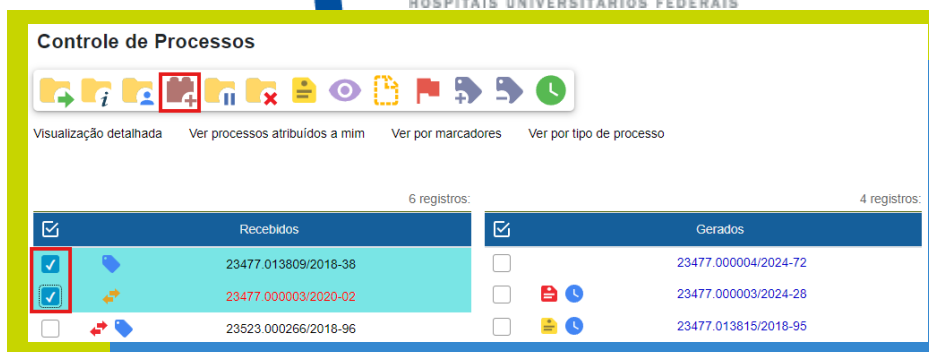 HOSPITAIS UNIVERSITÁRIOS FEDERAIS
Controle de Processos
Visualização detalhada Ver processos atribuídos a mim Ver por marcadores Ver por tipo de processo
6 registros: 4 registros:
Recebidos Gerados
23477.013809/2018-38 23477.000004/2024-72
23477.000003/2020-02 23477.000003/2024-28
23523.000266/2018-96 23477.013815/2018-95